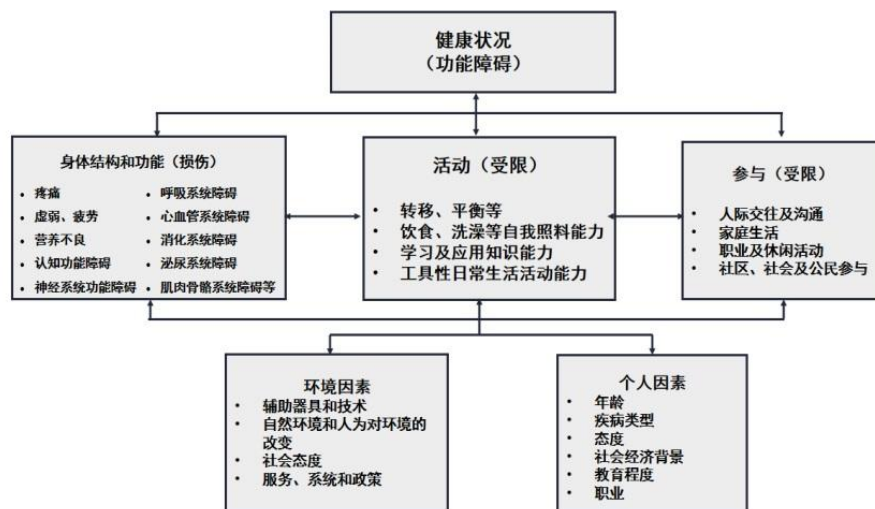 健康状况
（功能障碍）
身体结构和功能（损伤）
• 疼痛
• 虚弱、疲劳
• 营养不良
• 认知功能障碍
• 神经系统功能障碍
• 呼吸系统障碍
• 心血管系统障碍
• 消化系统障碍
• 泌尿系统障碍
• 肌肉骨骼系统障碍等
活动（受限）
• 转移、平衡等
• 饮食、洗澡等自我照料能力
• 学习及应用知识能力
• 工具性日常生活活动能力
参与（受限）
• 人际交往及沟通
• 家庭生活
• 职业及休闲活动
• 社区、社会及公民参与
环境因素
• 辅助器具和技术
• 自然环境和人为对环境的
改变
• 社会态度
• 服务、系统和政策
个人因素
• 年龄
• 疾病类型
• 态度
• 社会经济背景
• 教育程度
• 职业